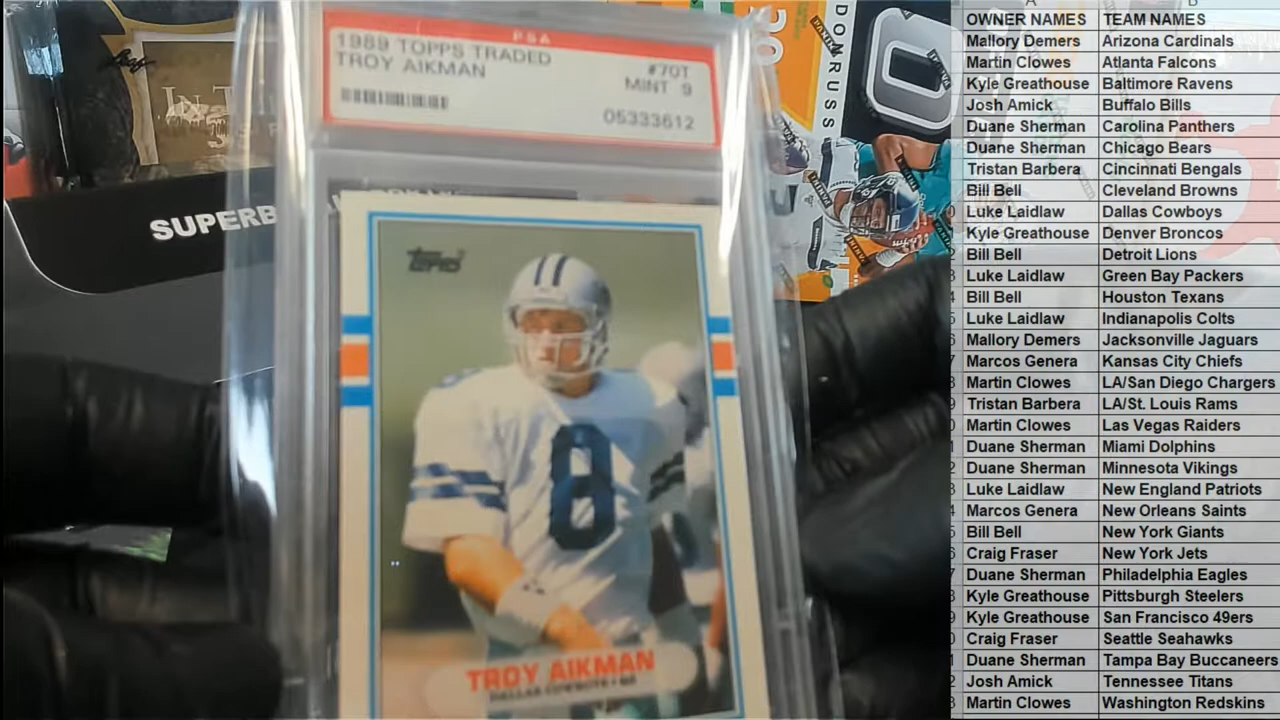 PSA
1989 TOPPS TRADED
TROY AIKMAN
#70T
MINT 9
05333612
SUPERB
DONRUSS
Topps
8
TROY AIKMAN
DALLAS COWBOYS
A B
OWNER NAMES TEAM NAMES
Mallory Demers Arizona Cardinals
Martin Clowes Atlanta Falcons
Kyle Greathouse Baltimore Ravens
Josh Amick Buffalo Bills
Duane Sherman Carolina Panthers
Duane Sherman Chicago Bears
Tristan Barbera Cincinnati Bengals
Bill Bell Cleveland Browns
Luke Laidlaw Dallas Cowboys
Kyle Greathouse Denver Broncos
Bill Bell Detroit Lions
Luke Laidlaw Green Bay Packers
Bill Bell Houston Texans
Luke Laidlaw Indianapolis Colts
Mallory Demers Jacksonville Jaguars
Marcos Genera Kansas City Chiefs
Martin Clowes LA/San Diego Chargers
Tristan Barbera LA/St. Louis Rams
Martin Clowes Las Vegas Raiders
Duane Sherman Miami Dolphins
Duane Sherman Minnesota Vikings
Luke Laidlaw New England Patriots
Marcos Genera New Orleans Saints
Bill Bell New York Giants
Craig Fraser New York Jets
Duane Sherman Philadelphia Eagles
Kyle Greathouse Pittsburgh Steelers
Kyle Greathouse San Francisco 49ers
Craig Fraser Seattle Seahawks
Duane Sherman Tampa Bay Buccaneers
Josh Amick Tennessee Titans
Martin Clowes Washington Redskins